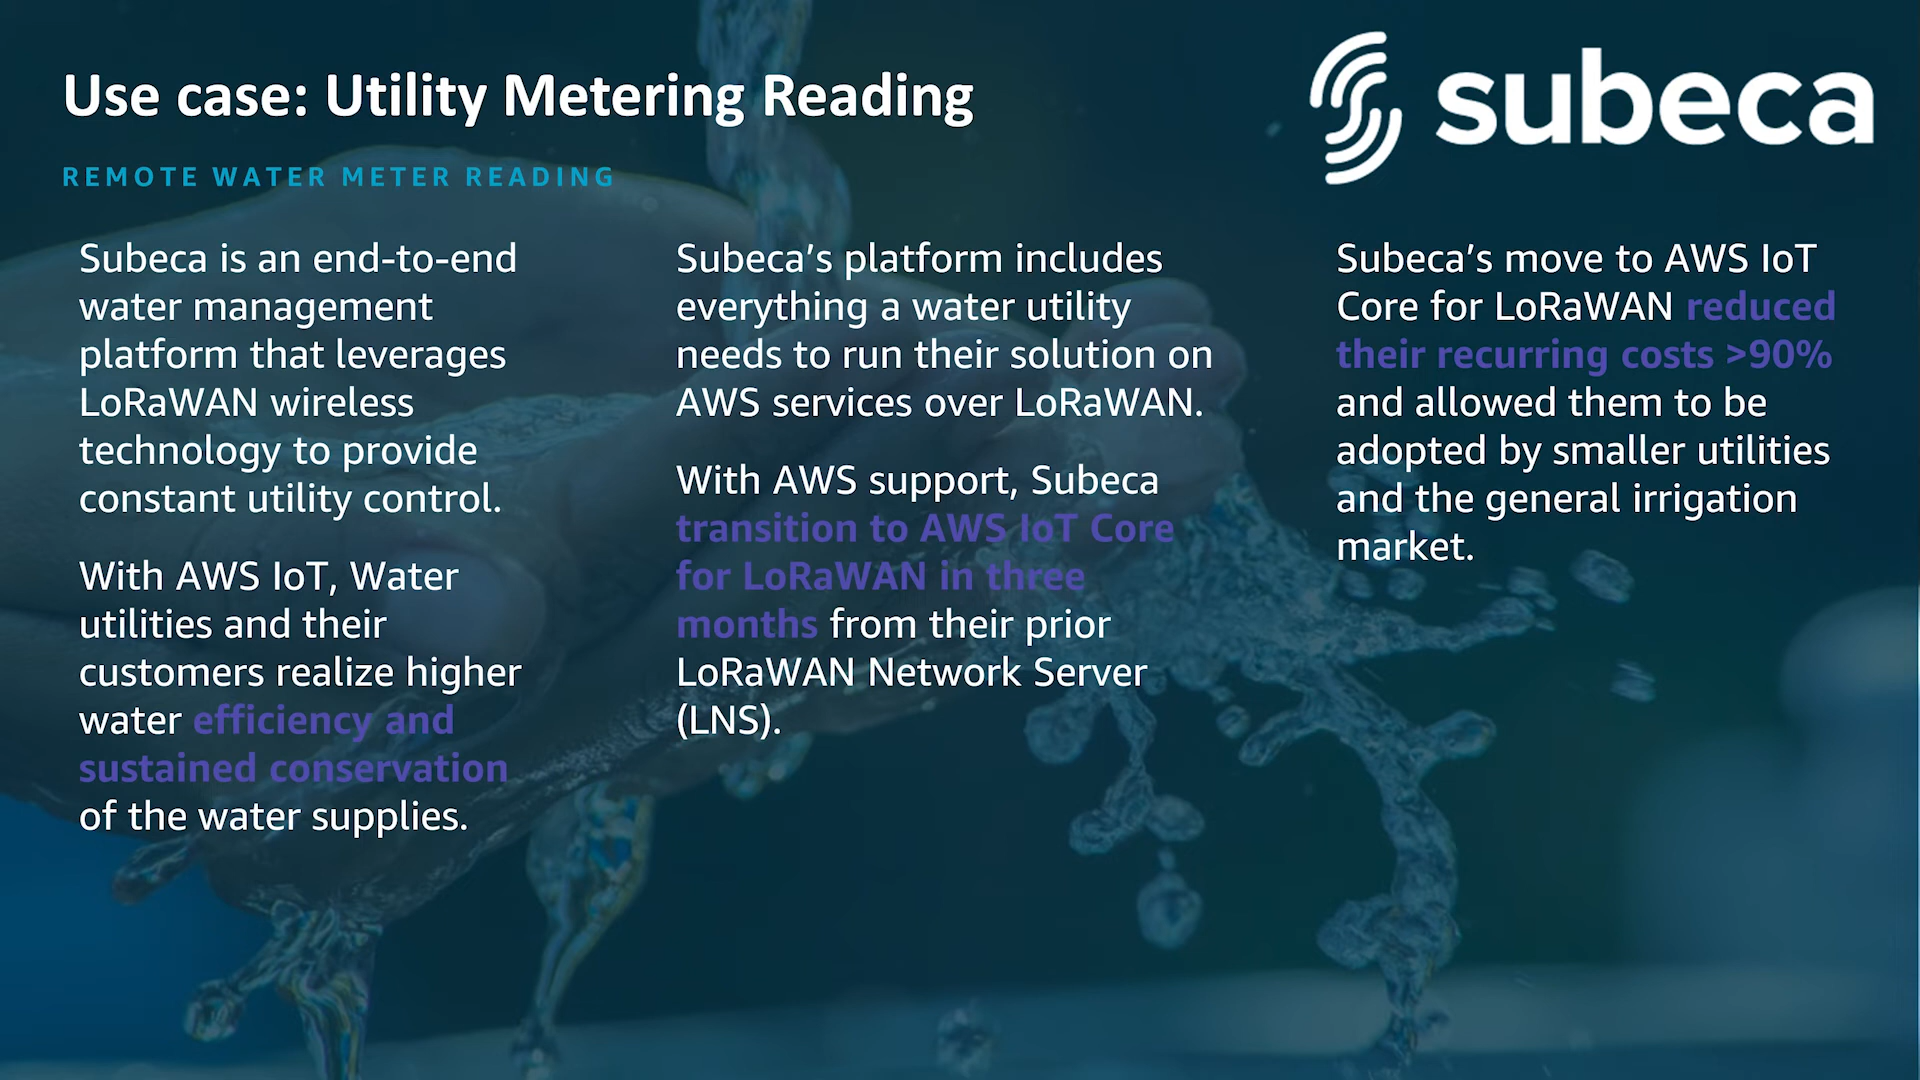 Use case: Utility Metering Reading
subeca
REMOTE WATER METER READING
Subeca is an end-to-end
water management
platform that leverages
LoRaWAN wireless
technology to provide
constant utility control.
With AWS IoT, Water
utilities and their
customers realize higher
water efficiency and
sustained conservation
of the water supplies.
Subeca’s platform includes
everything a water utility
needs to run their solution on
AWS services over LoRaWAN.
With AWS support, Subeca
transition to AWS IoT Core
for LoRaWAN in three
months from their prior
LoRaWAN Network Server
(LNS).
Subeca’s move to AWS IoT
Core for LoRaWAN reduced
their recurring costs >90%
and allowed them to be
adopted by smaller utilities
and the general irrigation
market.